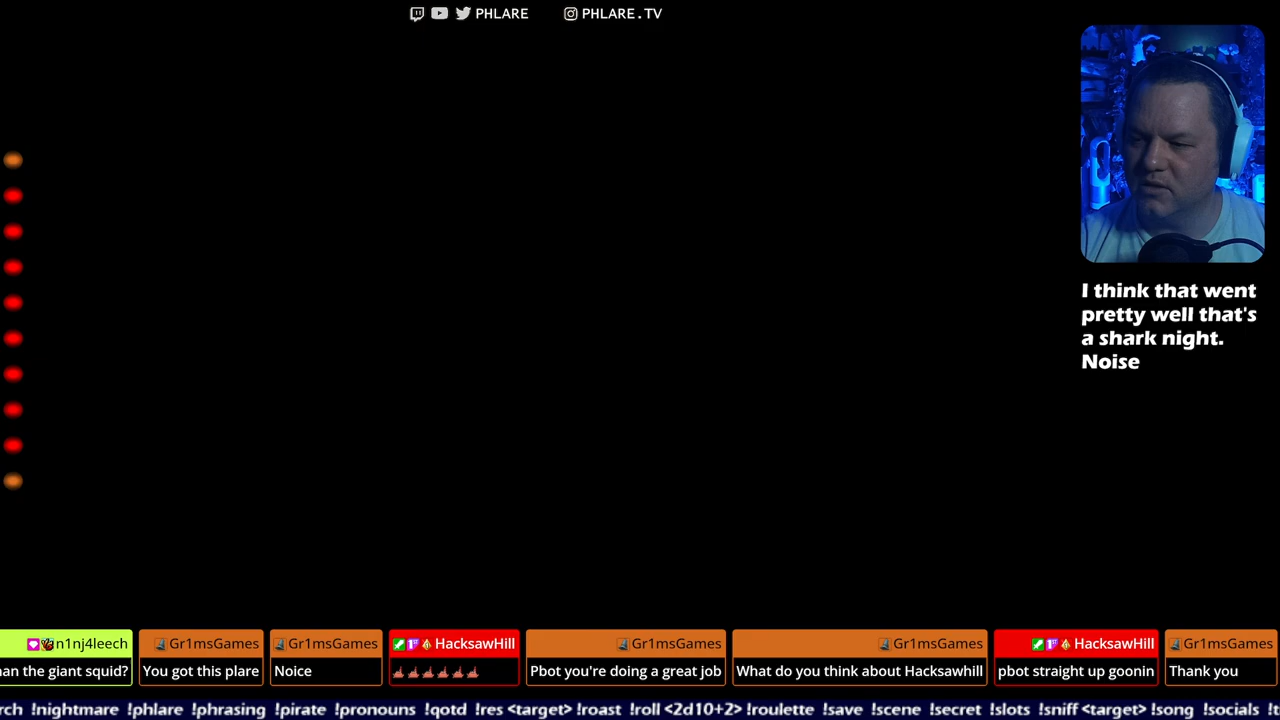 PHLARE PHLARE.TV
I think that went
pretty well that's
a shark night.
Noise
n1nj4leech Gr1msGames Gr1msGames HacksawHill Gr1msGames Gr1msGames HacksawHill Gr1msGames
an the giant squid? You got this plare Noice Pbot you're doing a great job What do you think about Hacksawhill pbot straight up goonin Thank you
rch !nightmare !phlare !phrasing !pirate !pronouns !qotd !res <target> !roast !roll <2d10+2> !roulette !save !scene !secret !slots !sniff <target> !song !socials !t